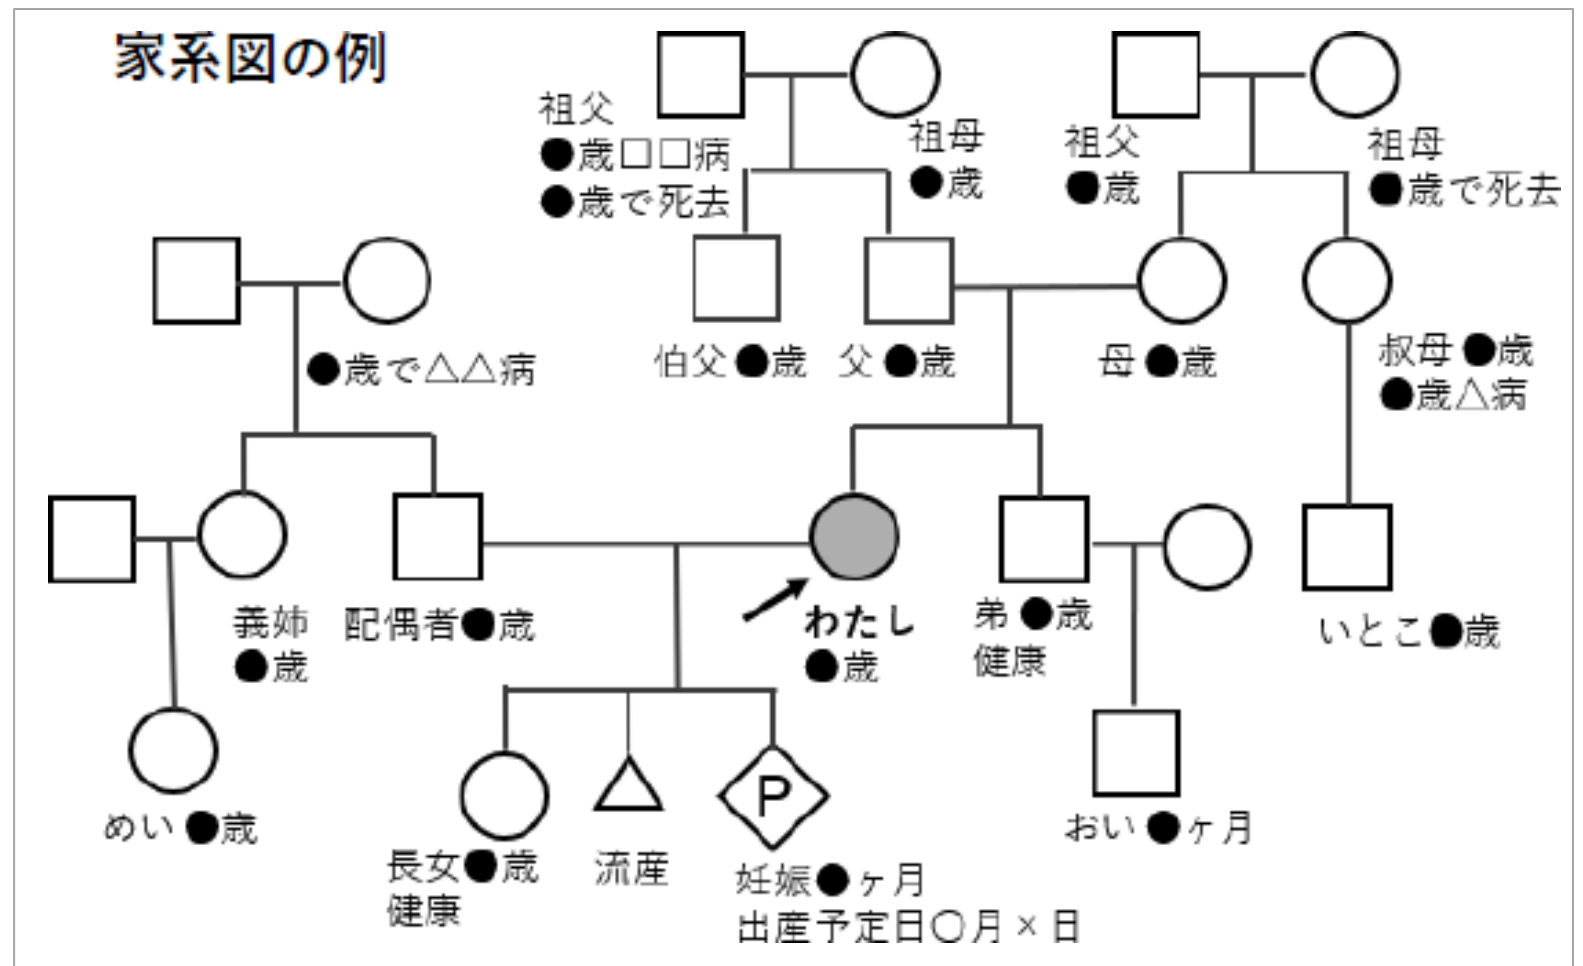 家系図の例
祖父
●歳□□病
●歳で死去
祖母
●歳
祖父
●歳
祖母
●歳で死去
●歳で△△病
伯父 ●歳
父 ●歳
母 ●歳
叔母 ●歳
●歳△病
義姉
●歳
配偶者●歳
わたし
●歳
弟 ●歳
健康
いとこ●歳
めい ●歳
長女●歳
健康
流産
P
妊娠●ヶ月
出産予定日〇月×日
おい ●ヶ月